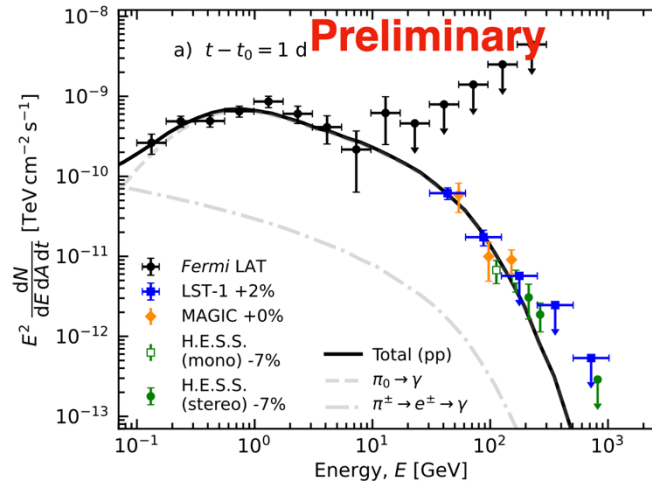 Preliminary
a) t − t₀ = 1 d
10⁻⁸
10⁻⁹
10⁻¹⁰
10⁻¹¹
10⁻¹²
10⁻¹³
E² dN/dE dA dt [TeV cm⁻² s⁻¹]
Fermi LAT
LST-1 +2%
MAGIC +0%
H.E.S.S.
(mono) -7%
H.E.S.S.
(stereo) -7%
Total (pp)
π₀ → γ
π± → e± → γ
10⁻¹ 10⁰ 10¹ 10² 10³
Energy, E [GeV]